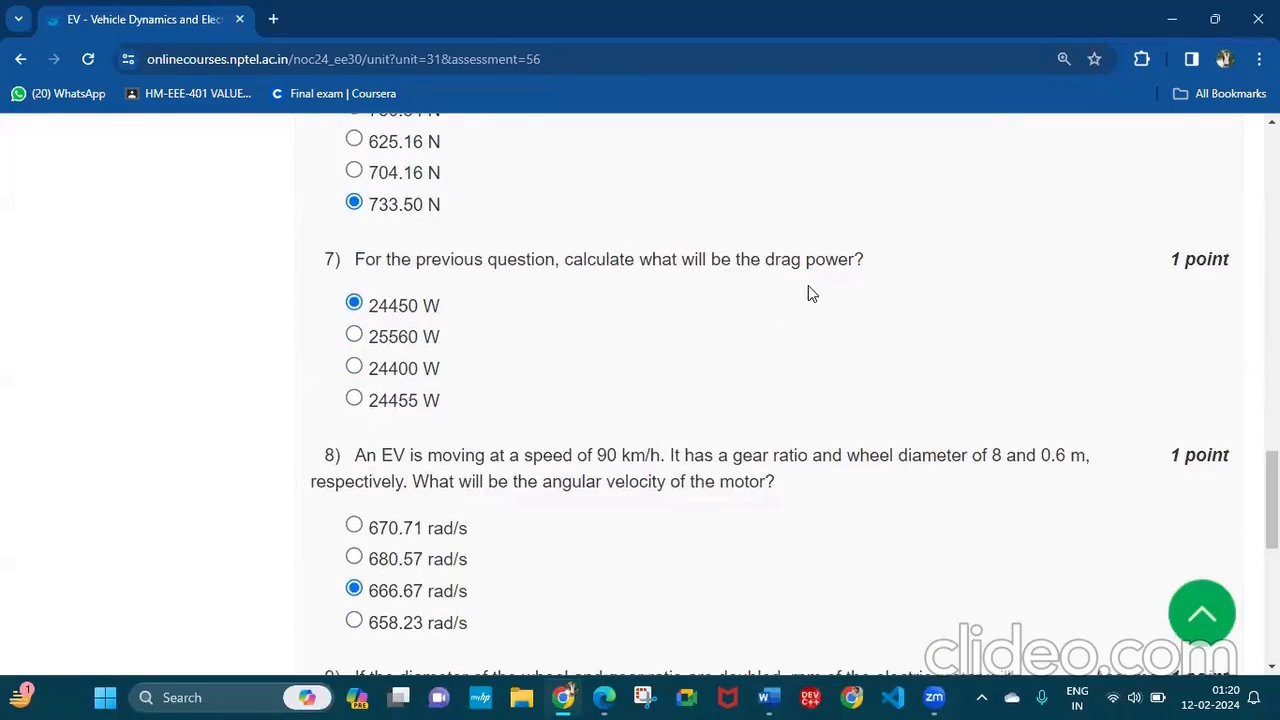 EV - Vehicle Dynamics and Elec
onlinecourses.nptel.ac.in/noc24_ee30/unit?unit=31&assessment=56
(20) WhatsApp
HM-EEE-401 VALUE...
Final exam | Coursera
All Bookmarks
625.16 N
704.16 N
733.50 N
7) For the previous question, calculate what will be the drag power? 1 point
24450 W
25560 W
24400 W
24455 W
8) An EV is moving at a speed of 90 km/h. It has a gear ratio and wheel diameter of 8 and 0.6 m, 1 point
respectively. What will be the angular velocity of the motor?
670.71 rad/s
680.57 rad/s
666.67 rad/s
658.23 rad/s
clideo.com
Search
PRE
hp
DEV
C++
ENG
IN
01:20
12-02-2024